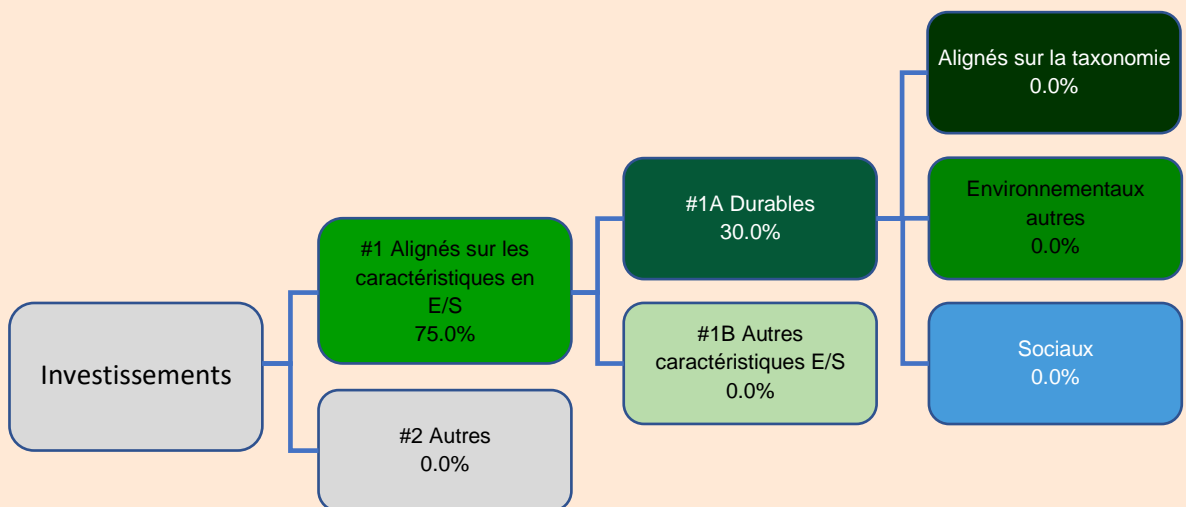 Investissements
#1 Alignés sur les
caractéristiques en
E/S
75.0%
#2 Autres
0.0%
#1A Durables
30.0%
#1B Autres
caractéristiques E/S
0.0%
Alignés sur la taxonomie
0.0%
Environnementaux
autres
0.0%
Sociaux
0.0%